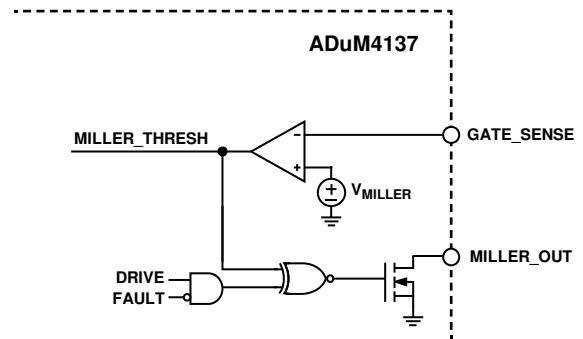 ADuM4137
MILLER_THRESH
GATE_SENSE
VMILLER
MILLER_OUT
DRIVE
FAULT